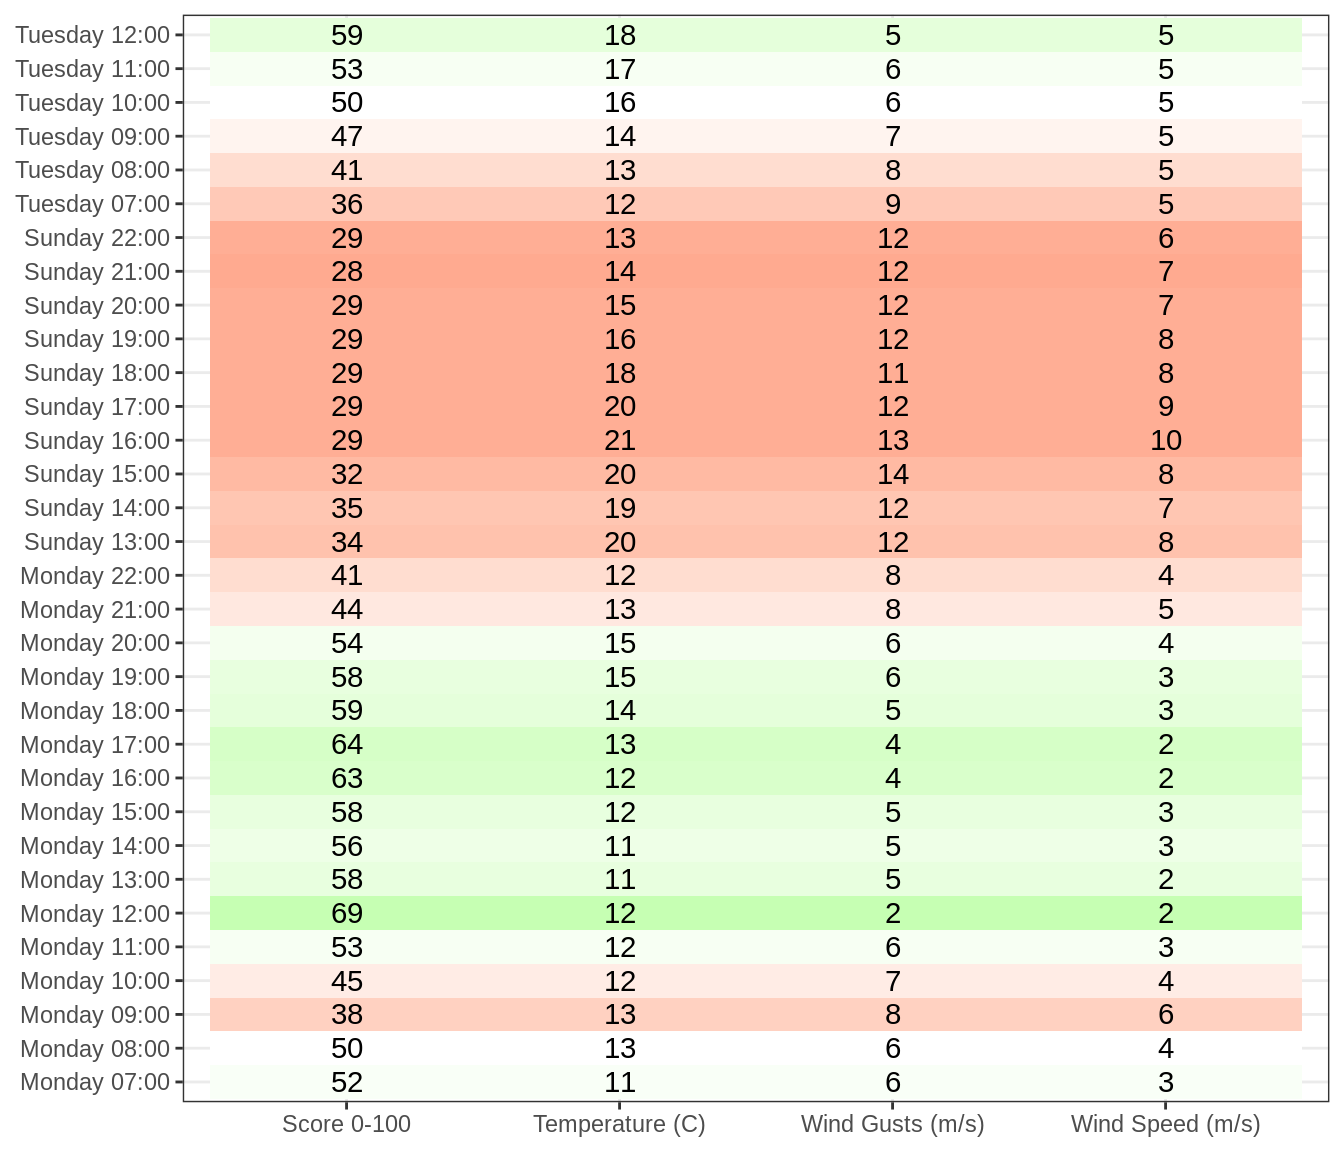 Tuesday 12:00 59 18 5 5
Tuesday 11:00 53 17 6 5
Tuesday 10:00 50 16 6 5
Tuesday 09:00 47 14 7 5
Tuesday 08:00 41 13 8 5
Tuesday 07:00 36 12 9 5
Sunday 22:00 29 13 12 6
Sunday 21:00 28 14 12 7
Sunday 20:00 29 15 12 7
Sunday 19:00 29 16 12 8
Sunday 18:00 29 18 11 8
Sunday 17:00 29 20 12 9
Sunday 16:00 29 21 13 10
Sunday 15:00 32 20 14 8
Sunday 14:00 35 19 12 7
Sunday 13:00 34 20 12 8
Monday 22:00 41 12 8 4
Monday 21:00 44 13 8 5
Monday 20:00 54 15 6 4
Monday 19:00 58 15 6 3
Monday 18:00 59 14 5 3
Monday 17:00 64 13 4 2
Monday 16:00 63 12 4 2
Monday 15:00 58 12 5 3
Monday 14:00 56 11 5 3
Monday 13:00 58 11 5 2
Monday 12:00 69 12 2 2
Monday 11:00 53 12 6 3
Monday 10:00 45 12 7 4
Monday 09:00 38 13 8 6
Monday 08:00 50 13 6 4
Monday 07:00 52 11 6 3
Score 0-100 Temperature (C) Wind Gusts (m/s) Wind Speed (m/s)